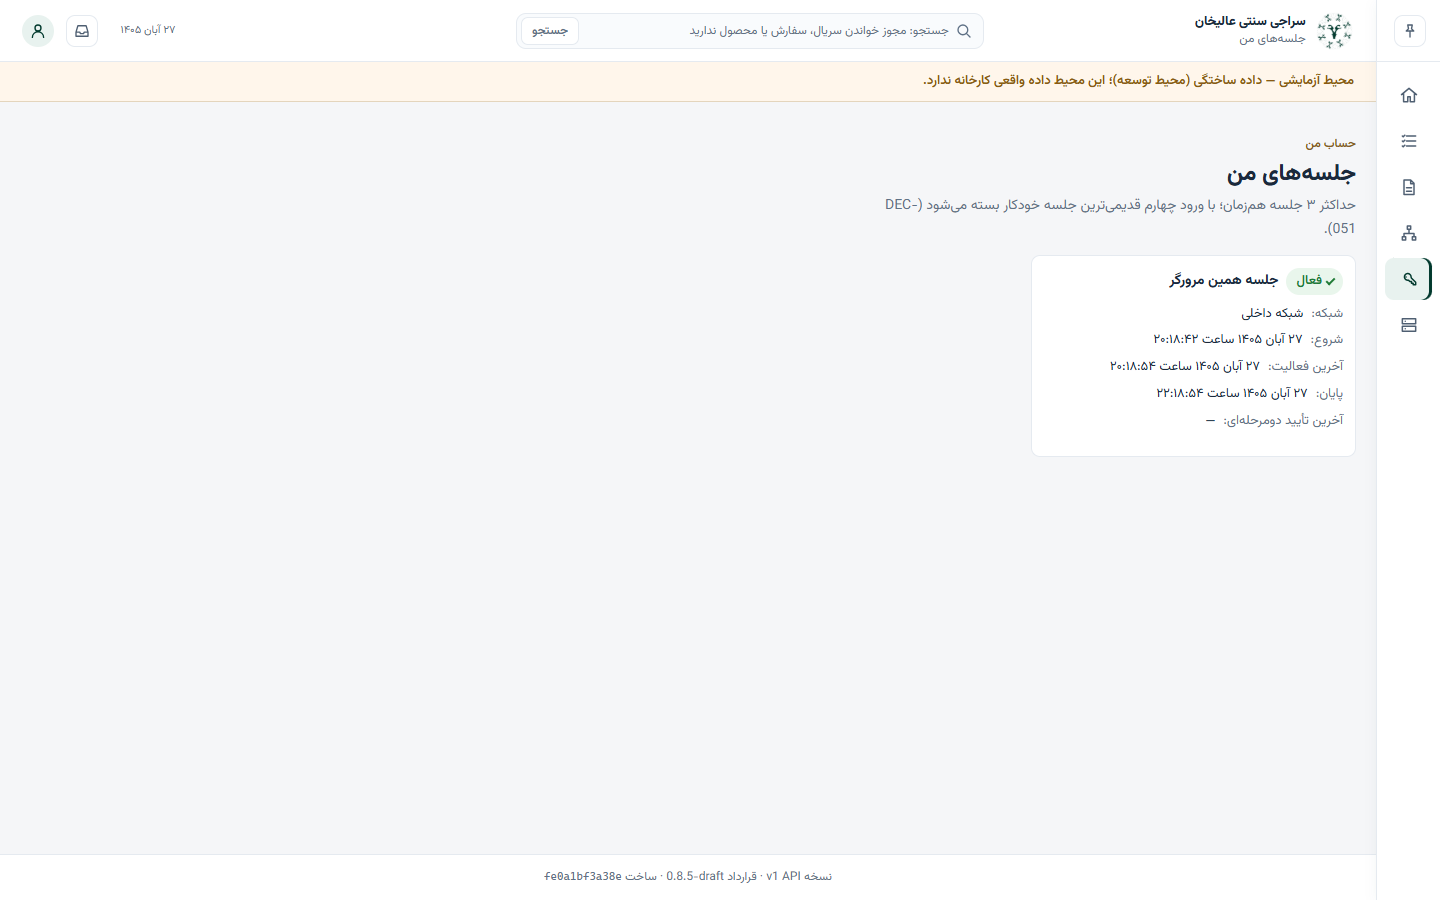 سراجی سنتی عالیخان
جلسه‌های من
جستجو: مجوز خواندن سریال، سفارش یا محصول ندارید
جستجو
۲۷ آبان ۱۴۰۵
محیط آزمایشی — داده ساختگی (محیط توسعه)؛ این محیط داده واقعی کارخانه ندارد.
حساب من
جلسه‌های من
حداکثر ۳ جلسه هم‌زمان؛ با ورود چهارم قدیمی‌ترین جلسه خودکار بسته می‌شود (DEC-
051).
فعال
جلسه همین مرورگر
شبکه: شبکه داخلی
شروع: ۲۷ آبان ۱۴۰۵ ساعت ۲۰:۱۸:۴۲
آخرین فعالیت: ۲۷ آبان ۱۴۰۵ ساعت ۲۰:۱۸:۵۴
پایان: ۲۷ آبان ۱۴۰۵ ساعت ۲۲:۱۸:۵۴
آخرین تأیید دومرحله‌ای: —
نسخه v1 API · قرارداد 0.8.5-draft · ساخت fe0a1bf3a38e